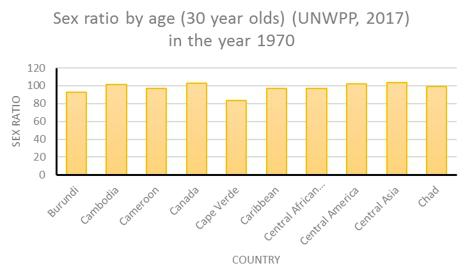 Sex ratio by age (30 year olds) (UNWPP, 2017)
in the year 1970
SEX RATIO
120
100
80
60
40
20
0
Burundi
Cambodia
Cameroon
Canada
Cape Verde
Caribbean
Central African...
Central America
Central Asia
Chad
COUNTRY